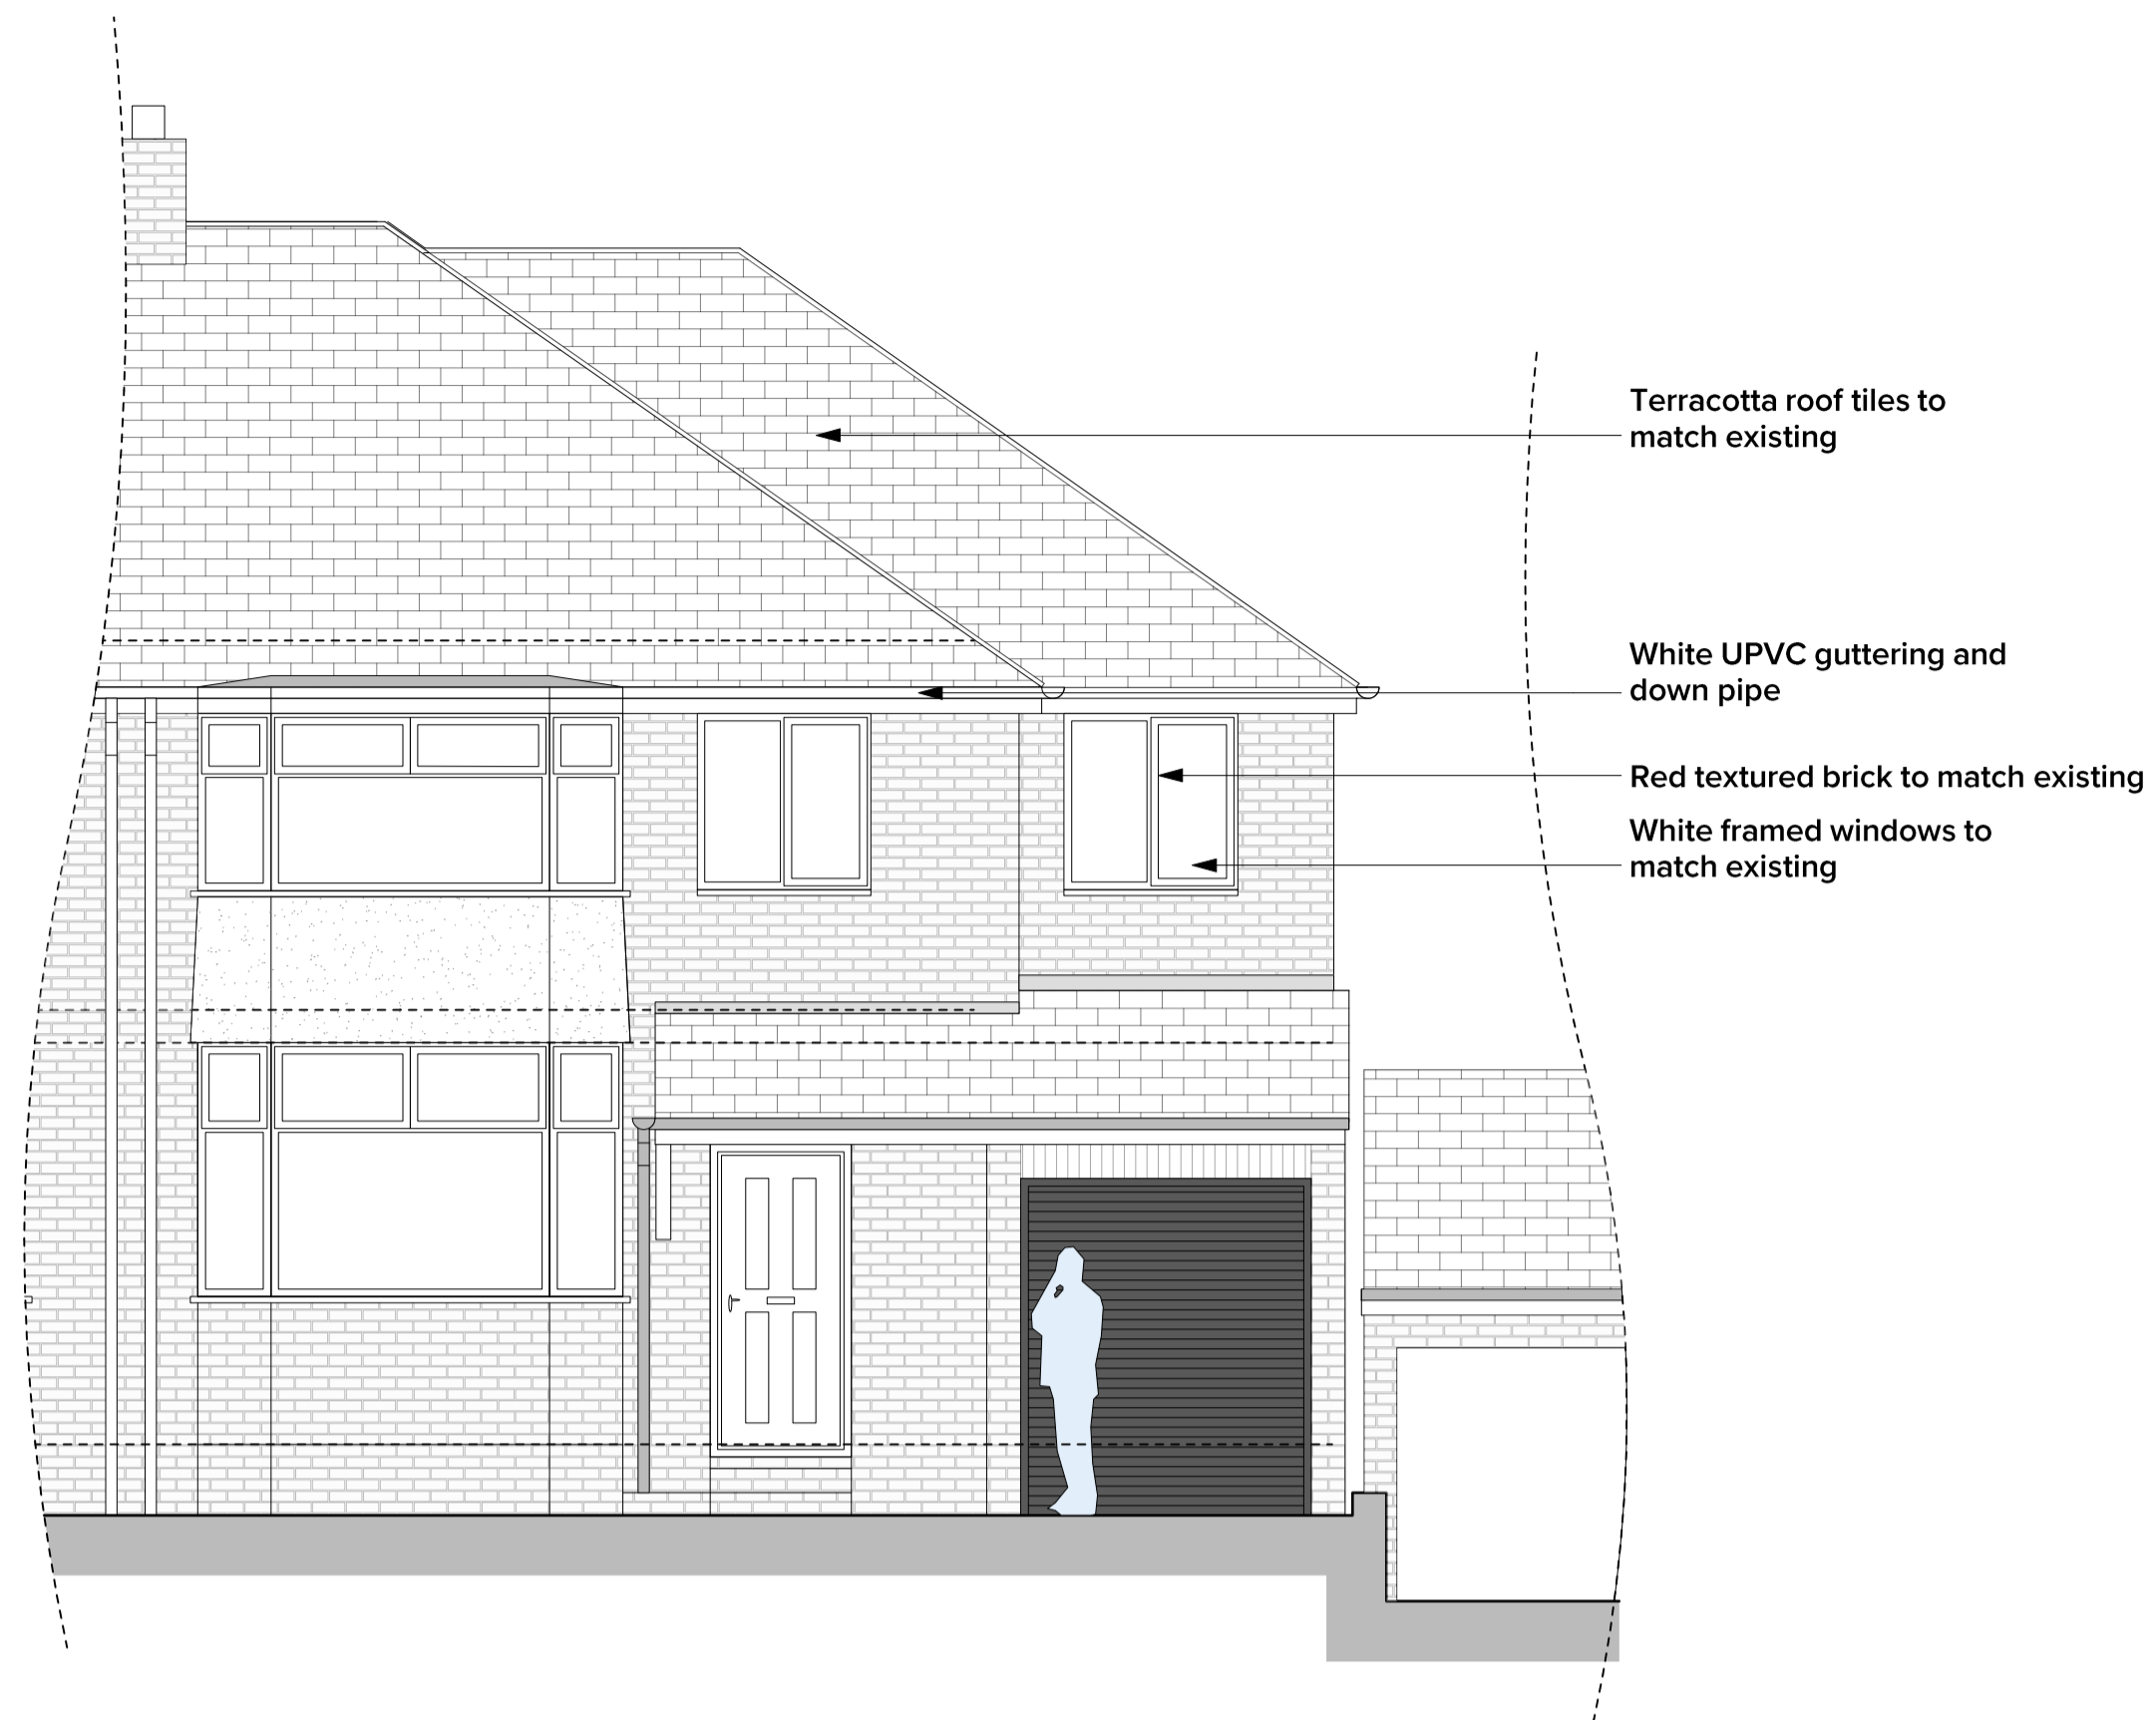 Terracotta roof tiles to
match existing
White UPVC guttering and
down pipe
Red textured brick to match existing
White framed windows to
match existing